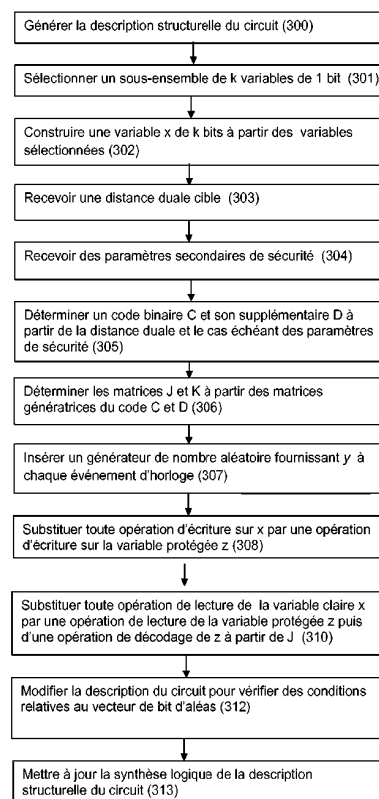 Générer la description structurelle du circuit (300)
Sélectionner un sous-ensemble de k variables de 1 bit (301)
Construire une variable x de k bits à partir des variables
sélectionnées (302)
Recevoir une distance duale cible (303)
Recevoir des paramètres secondaires de sécurité (304)
Déterminer un code binaire C et son supplémentaire D à
partir de la distance duale et le cas échéant des paramètres
de sécurité (305)
Déterminer les matrices J et K à partir des matrices
génératrices du code C et D (306)
Insérer un générateur de nombre aléatoire fournissant y à
chaque événement d'horloge (307)
Substituer toute opération d'écriture sur x par une opération
d'écriture sur la variable protégée z (308)
Substituer toute opération de lecture de la variable claire x
par une opération de lecture de la variable protégée z puis
d'une opération de décodage de z à partir de J (310)
Modifier la description du circuit pour vérifier des conditions
relatives au vecteur de bit d'aléas (312)
Mettre à jour la synthèse logique de la description
structurelle du circuit (313)